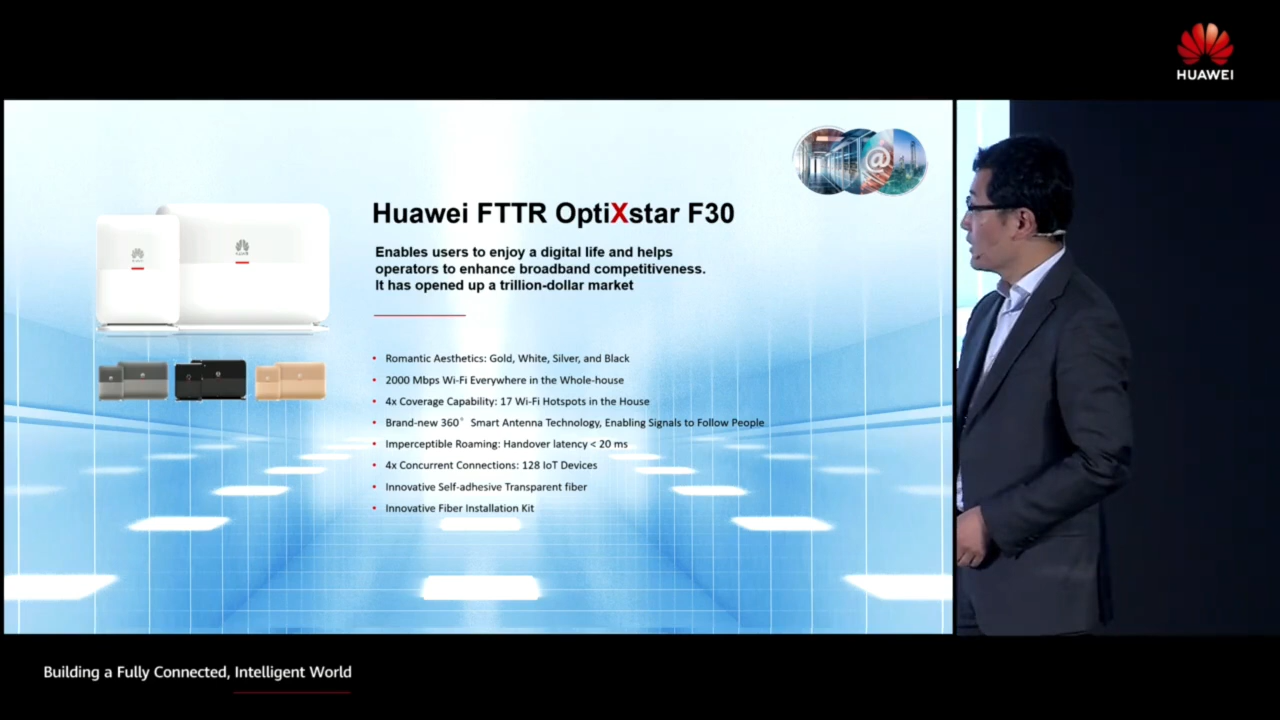 HUAWEI
@
Huawei FTTR OptiXstar F30
Enables users to enjoy a digital life and helps
operators to enhance broadband competitiveness.
It has opened up a trillion-dollar market
• Romantic Aesthetics: Gold, White, Silver, and Black
• 2000 Mbps Wi-Fi Everywhere in the Whole-house
• 4x Coverage Capability: 17 Wi-Fi Hotspots in the House
• Brand-new 360° Smart Antenna Technology, Enabling Signals to Follow People
• Imperceptible Roaming: Handover latency < 20 ms
• 4x Concurrent Connections: 128 IoT Devices
• Innovative Self-adhesive Transparent fiber
• Innovative Fiber Installation Kit
Building a Fully Connected, Intelligent World